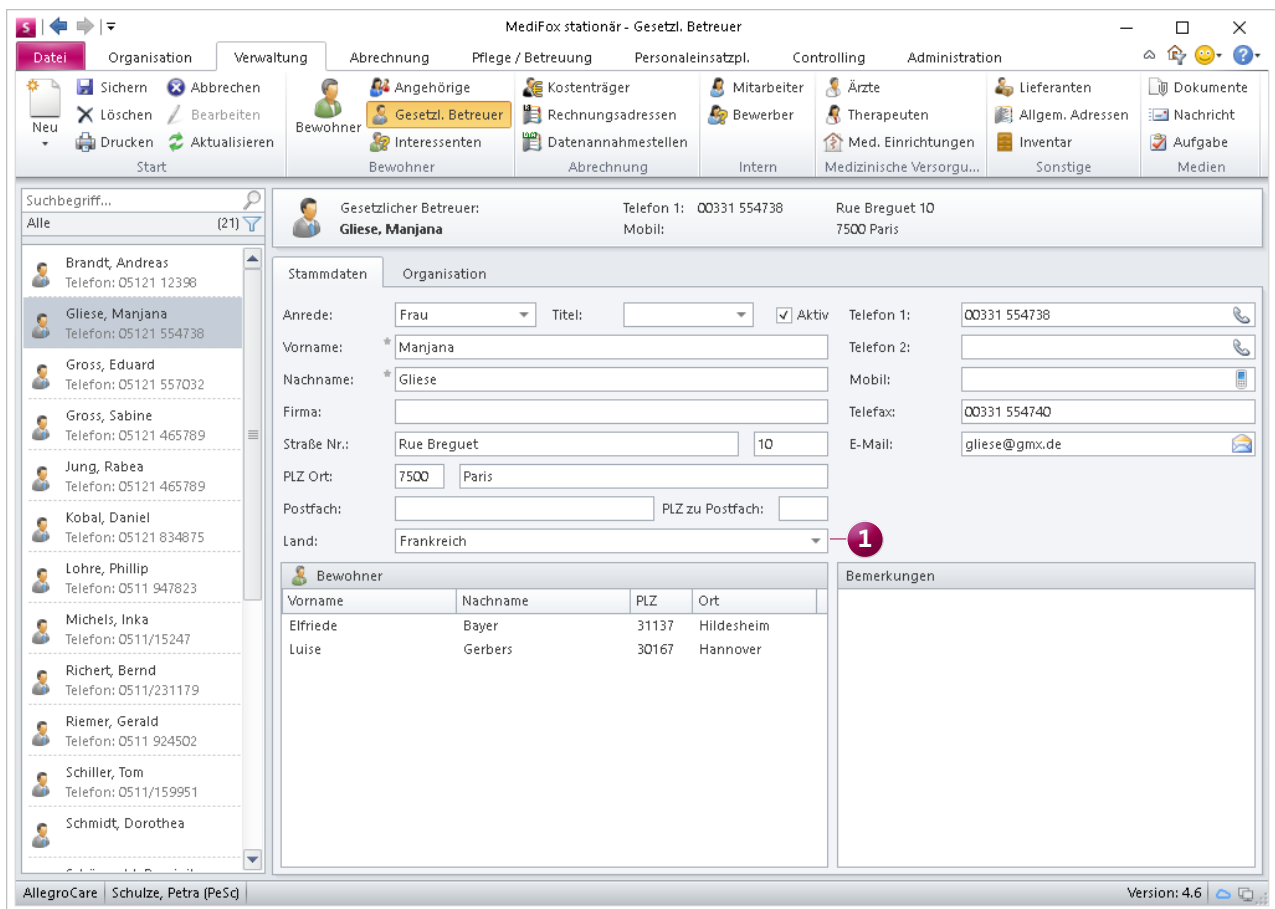 S
MediFox stationär - Gesetzl. Betreuer
Datei Organisation Verwaltung Abrechnung Pflege / Betreuung Personaleinsatzpl. Controlling Administration
Neu
Sichern Abbrechen
Löschen Bearbeiten
Drucken Aktualisieren
Start
Bewohner
Angehörige
Gesetzl. Betreuer
Interessenten
Bewohner
Kostenträger
Rechnungsadressen
Datenannahmestellen
Abrechnung
Mitarbeiter
Bewerber
Intern
Ärzte
Therapeuten
Med. Einrichtungen
Medizinische Versorgu...
Lieferanten
Allgem. Adressen
Inventar
Sonstige
Dokumente
Nachricht
Aufgabe
Medien
Suchbegriff...
Alle (21)
Brandt, Andreas
Telefon: 05121 12398
Gliese, Manjana
Telefon: 05121 554738
Gross, Eduard
Telefon: 05121 557032
Gross, Sabine
Telefon: 05121 465789
Jung, Rabea
Telefon: 05121 465789
Kobal, Daniel
Telefon: 05121 834875
Lohre, Phillip
Telefon: 0511 947823
Michels, Inka
Telefon: 0511/15247
Richert, Bernd
Telefon: 0511/231179
Riemer, Gerald
Telefon: 0511 924502
Schiller, Tom
Telefon: 0511/159951
Schmidt, Dorothea
Gesetzlicher Betreuer: Telefon 1: 00331 554738 Rue Breguet 10
Gliese, Manjana Mobil: 7500 Paris
Stammdaten Organisation
Anrede: Frau Titel: Aktiv Telefon 1: 00331 554738
Vorname: * Manjana Telefon 2:
Nachname: * Gliese Mobil:
Firma: Telefax: 00331 554740
Straße Nr.: Rue Breguet 10 E-Mail: gliese@gmx.de
PLZ Ort: 7500 Paris
Postfach: PLZ zu Postfach:
Land: Frankreich 1
Bewohner Bemerkungen
Vorname Nachname PLZ Ort
Elfriede Bayer 31137 Hildesheim
Luise Gerbers 30167 Hannover
AllegroCare Schulze, Petra (PeSc) Version: 4.6